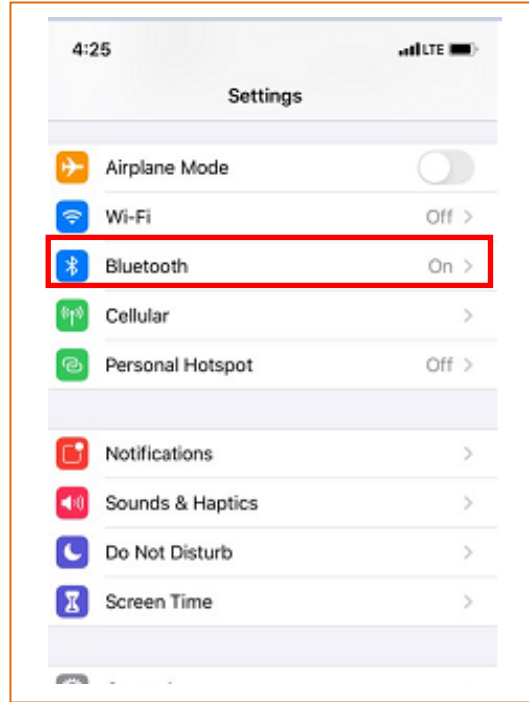 4:25 LTE
Settings
Airplane Mode
Wi-Fi Off
Bluetooth On
Cellular
Personal Hotspot Off
Notifications
Sounds & Haptics
Do Not Disturb
Screen Time